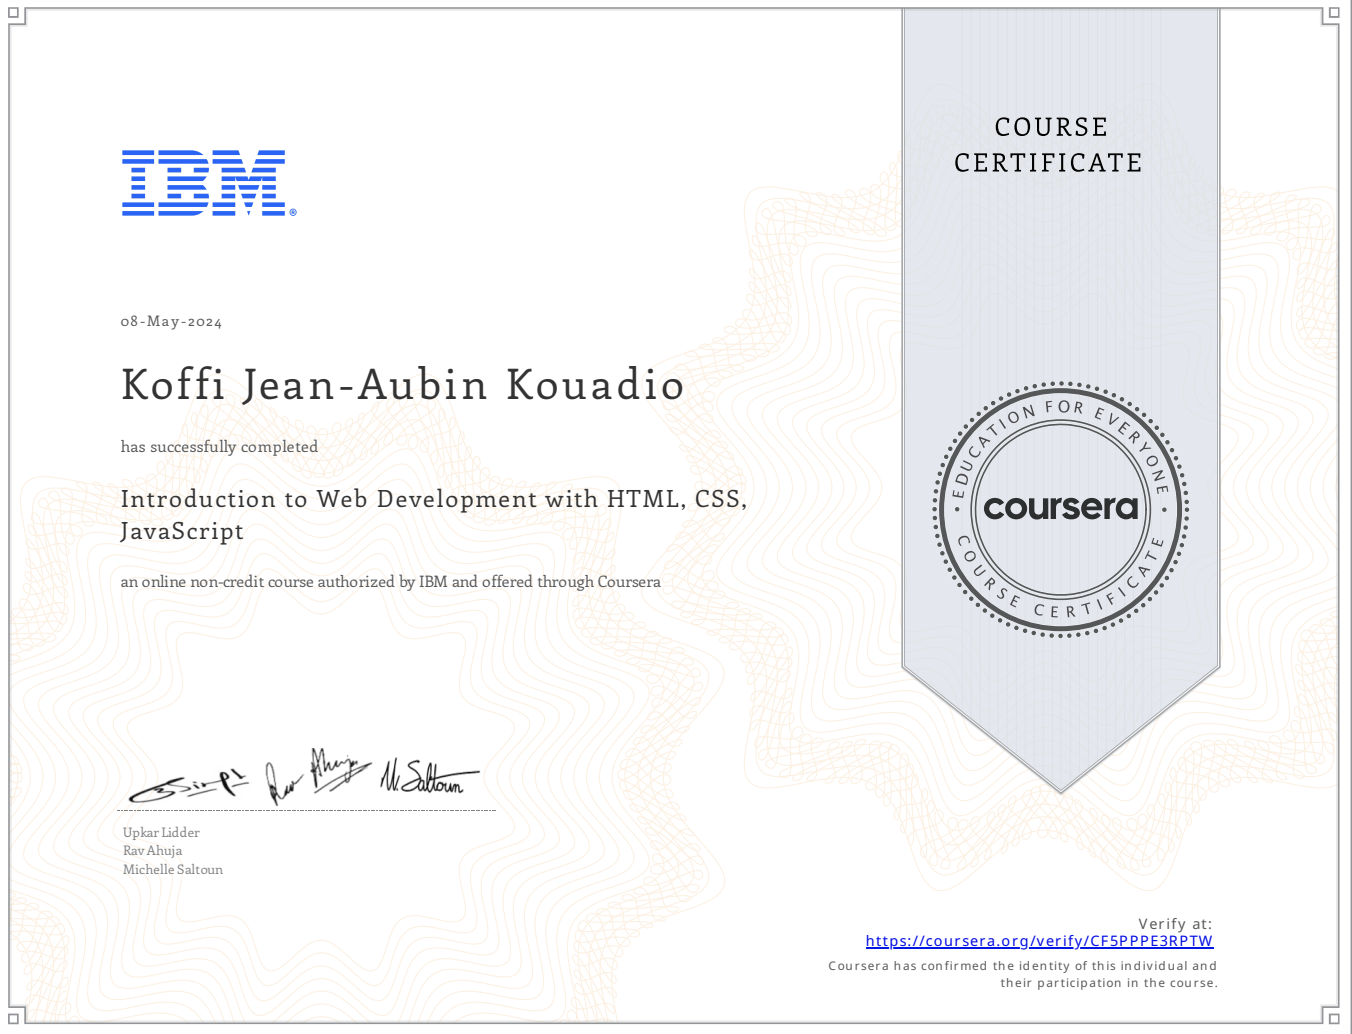 COURSE
CERTIFICATE
IBM®
08-May-2024
Koffi Jean-Aubin Kouadio
has successfully completed
Introduction to Web Development with HTML, CSS,
JavaScript
an online non-credit course authorized by IBM and offered through Coursera
EDUCATION FOR EVERYONE
coursera
COURSE CERTIFICATE
Rav Ahuja
M. Saltoun
Upkar Lidder
Rav Ahuja
Michelle Saltoun
Verify at:
https://coursera.org/verify/CF5PPPE3RPTW
Coursera has confirmed the identity of this individual and
their participation in the course.